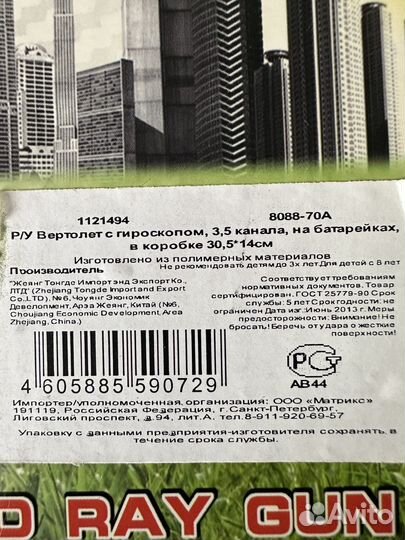 1121494 8088-70A
Р/У Вертолет с гироскопом, 3,5 канала, на батарейках,
в коробке 30,5*14см
Изготовлено из полимерных материалов
Производитель
Не рекомендовать детям до 3х лет.Для детей с 8 лет
"Жеянг Тонгде Импорт энд Экспорт Ко.,
ЛТД" (Zhejiang Tongde Import and Export
Co.,LTD). №6, Чоуянг Экономик
Девелопмент, Арэа Жеянг, Китай (№6,
Choujiang Economic Development, Area
Zhejiang,China.)
Соответствует требованиям
нормативных документов. Товар
сертифицирован. ГОСТ 25779-90 Срок
службы: 5 лет Срок годности: не
ограничен Дата изг.:Июнь 2013 г. Меры
предосторожности: Внимание! Не
бросать! Беречь от удара о жесткие
поверхности!
4 605885 590729
РСТ
АВ44
Импортер/уполномоченная организация: ООО «Матрикс»
191119, Российская Федерация, г.Санкт-Петербург,
Лиговский проспект, д.94, лит.А. тел: 8-911-920-69-57
Упаковку с данными предприятия-изготовителя сохранять в
течение срока службы.
D RAY GUN
Avito